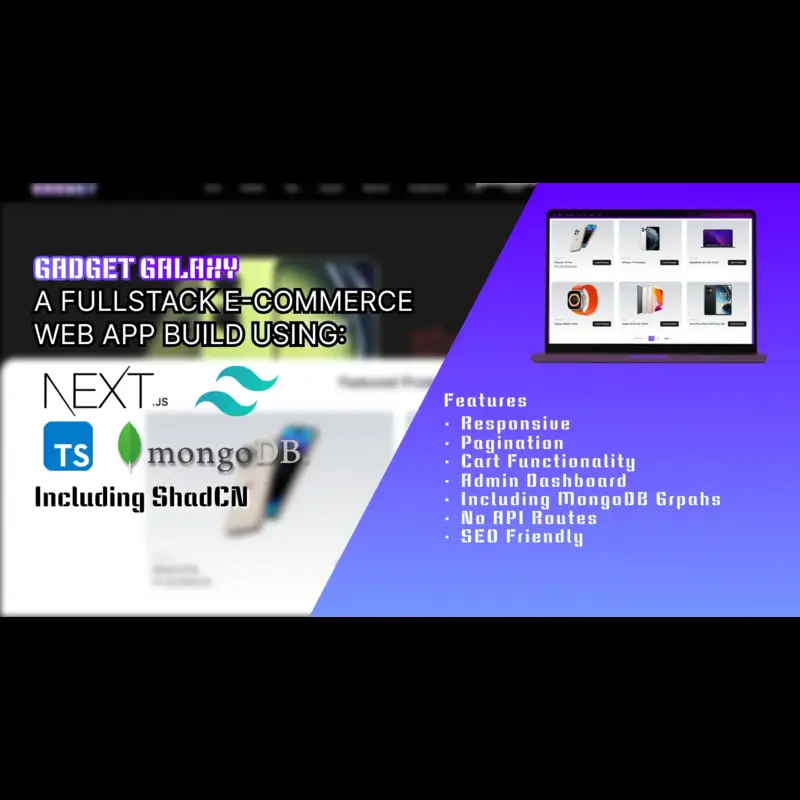 GADGET GALAXY
A FULLSTACK E-COMMERCE
WEB APP BUILD USING:
NEXT.JS
TS
mongoDB.
Including ShadCN
Features
· Responsive
· Pagination
· Cart Functionality
· Admin Dashboard
· Including MongoDB Grpahs
· No API Routes
· SEO Friendly